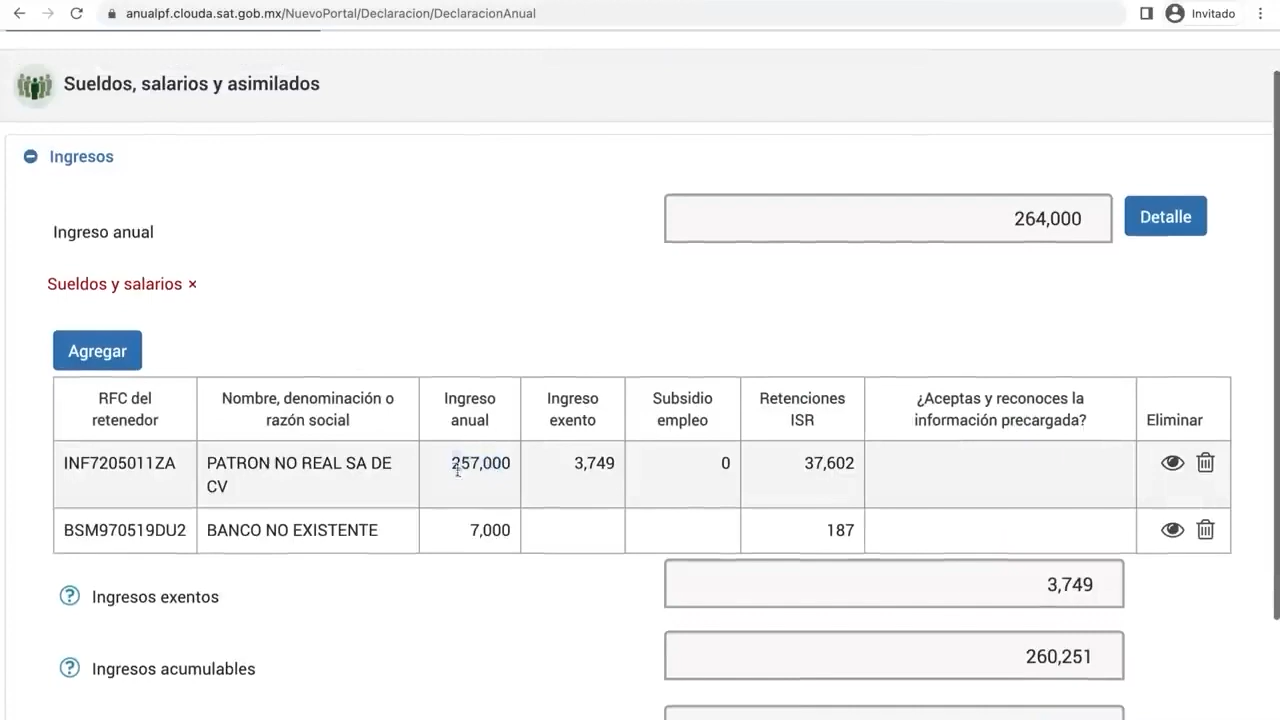 anualpf.clouda.sat.gob.mx/NuevoPortal/Declaracion/DeclaracionAnual
Invitado
Sueldos, salarios y asimilados
Ingresos
Ingreso anual
264,000
Detalle
Sueldos y salarios ×
Agregar
RFC del retenedor
Nombre, denominación o razón social
Ingreso anual
Ingreso exento
Subsidio empleo
Retenciones ISR
¿Aceptas y reconoces la información precargada?
Eliminar
INF7205011ZA
PATRON NO REAL SA DE CV
257,000
3,749
0
37,602
BSM970519DU2
BANCO NO EXISTENTE
7,000
187
? Ingresos exentos
3,749
? Ingresos acumulables
260,251